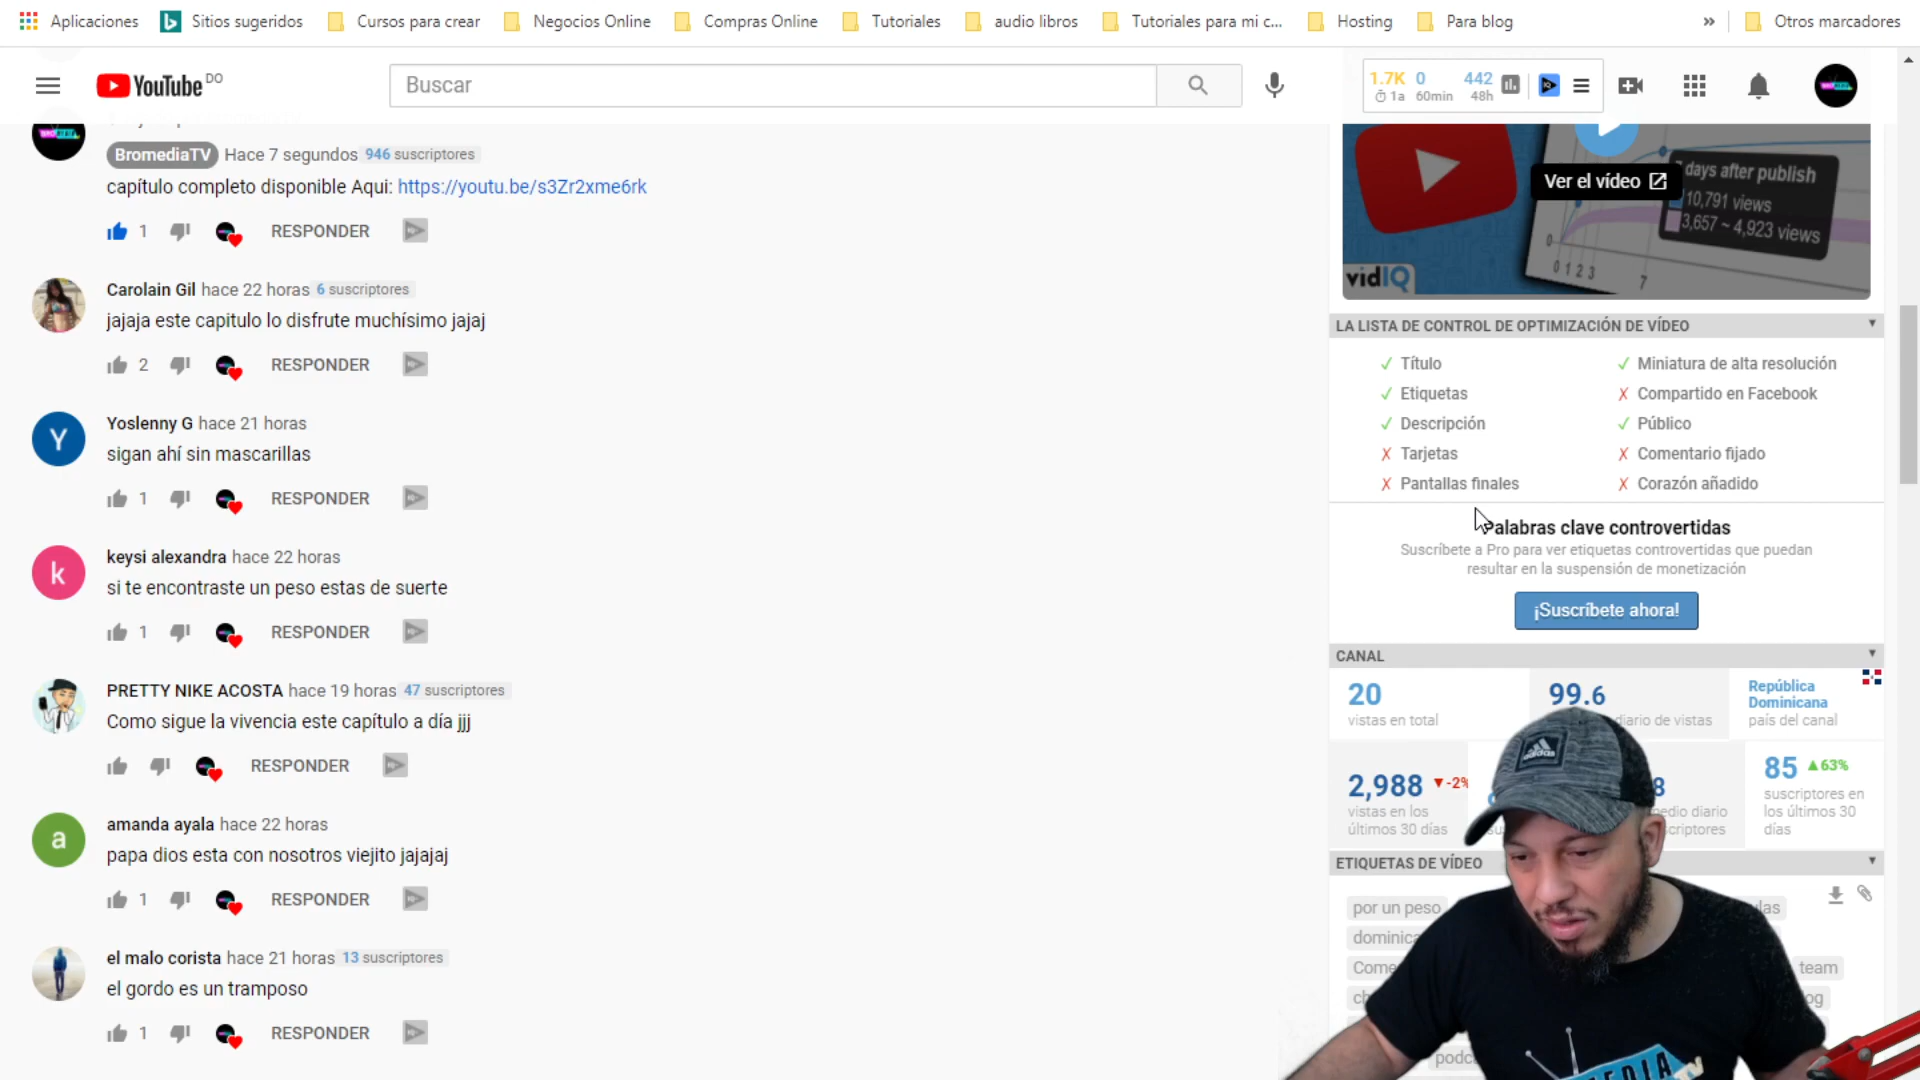 Aplicaciones
Sitios sugeridos
Cursos para crear
Negocios Online
Compras Online
Tutoriales
audio libros
Tutoriales para mi c...
Hosting
Para blog
»
Otros marcadores
YouTube DO
Buscar
1.7K 0 442
1a 60min 48h
BromediaTV Hace 7 segundos 946 suscriptores
capítulo completo disponible Aqui: https://youtu.be/s3Zr2xme6rk
1 RESPONDER
Carolain Gil hace 22 horas 6 suscriptores
jajaja este capitulo lo disfrute muchísimo jajaj
2 RESPONDER
Y
Yoslenny G hace 21 horas
sigan ahí sin mascarillas
1 RESPONDER
k
keysi alexandra hace 22 horas
si te encontraste un peso estas de suerte
1 RESPONDER
PRETTY NIKE ACOSTA hace 19 horas 47 suscriptores
Como sigue la vivencia este capítulo a día jjj
RESPONDER
a
amanda ayala hace 22 horas
papa dios esta con nosotros viejito jajajaj
1 RESPONDER
el malo corista hace 21 horas 13 suscriptores
el gordo es un tramposo
1 RESPONDER
days after publish
Ver el vídeo
10,791 views
3,657 ~ 4,923 views
0
0 1 2 3 7
vidIQ
LA LISTA DE CONTROL DE OPTIMIZACIÓN DE VÍDEO
✓ Título
✓ Miniatura de alta resolución
✓ Etiquetas
✗ Compartido en Facebook
✓ Descripción
✓ Público
✗ Tarjetas
✗ Comentario fijado
✗ Pantallas finales
✗ Corazón añadido
Palabras clave controvertidas
Suscríbete a Pro para ver etiquetas controvertidas que puedan
resultar en la suspensión de monetización
¡Suscríbete ahora!
CANAL
20
vistas en total
99.6
diario de vistas
República
Dominicana
país del canal
2,988 ▼-2%
vistas en los
últimos 30 días
8
85 ▲63%
suscriptores en
los últimos 30
días
ETIQUETAS DE VÍDEO
por un peso
team
adidas